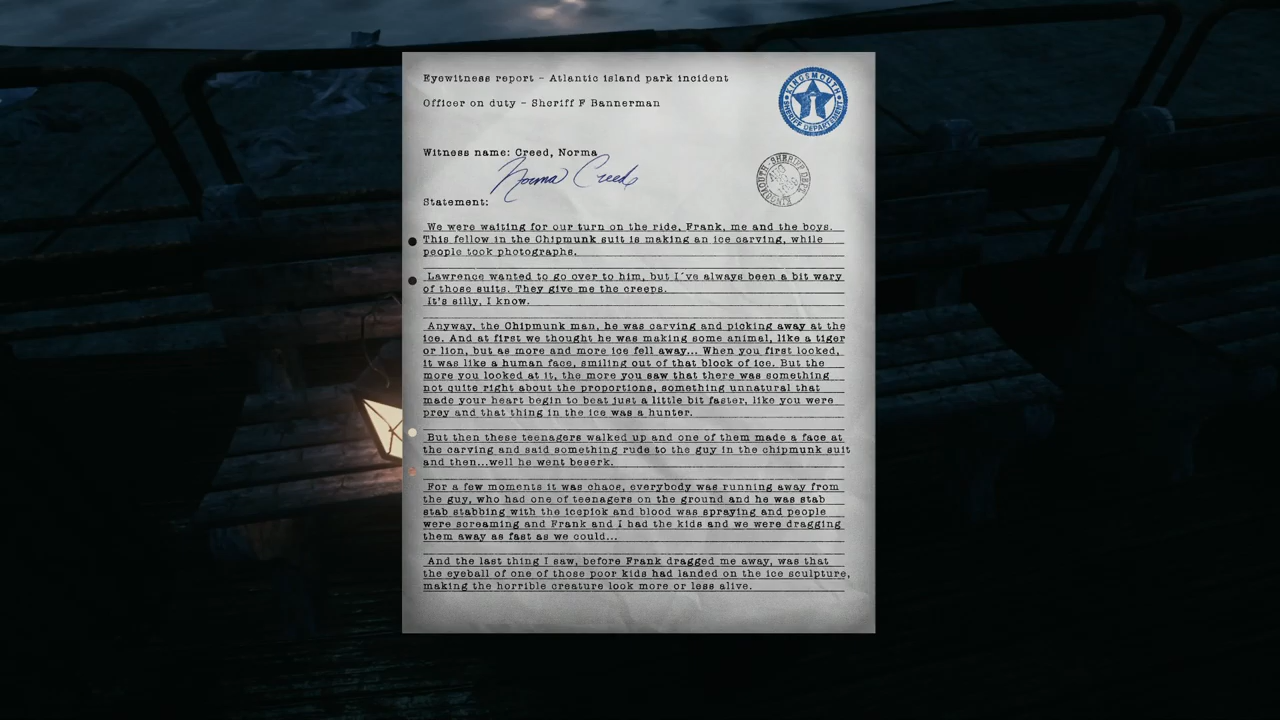 Eyewitness report - Atlantic island park incident
Officer on duty - Sheriff F Bannerman
KINGSMOUTH
SHERIFF DEPARTMENT
Witness name: Creed, Norma
Norma Creed
Statement:
We were waiting for our turn on the ride, Frank, me and the boys.
This fellow in the Chipmunk suit is making an ice carving, while
people took photographs.
Lawrence wanted to go over to him, but I´ve always been a bit wary
of those suits. They give me the creeps.
It's silly, I know.
Anyway, the Chipmunk man, he was carving and picking away at the
ice. And at first we thought he was making some animal, like a tiger
or lion, but as more and more ice fell away... When you first looked,
it was like a human face, smiling out of that block of ice. But the
more you looked at it, the more you saw that there was something
not quite right about the proportions, something unnatural that
made your heart begin to beat just a little bit faster, like you were
prey and that thing in the ice was a hunter.
But then these teenagers walked up and one of them made a face at
the carving and said something rude to the guy in the chipmunk suit
and then...well he went beserk.
For a few moments it was chaos, everybody was running away from
the guy, who had one of teenagers on the ground and he was stab
stab stabbing with the icepick and blood was spraying and people
were screaming and Frank and I had the kids and we were dragging
them away as fast as we could...
And the last thing I saw, before Frank dragged me away, was that
the eyeball of one of those poor kids had landed on the ice sculpture,
making the horrible creature look more or less alive.